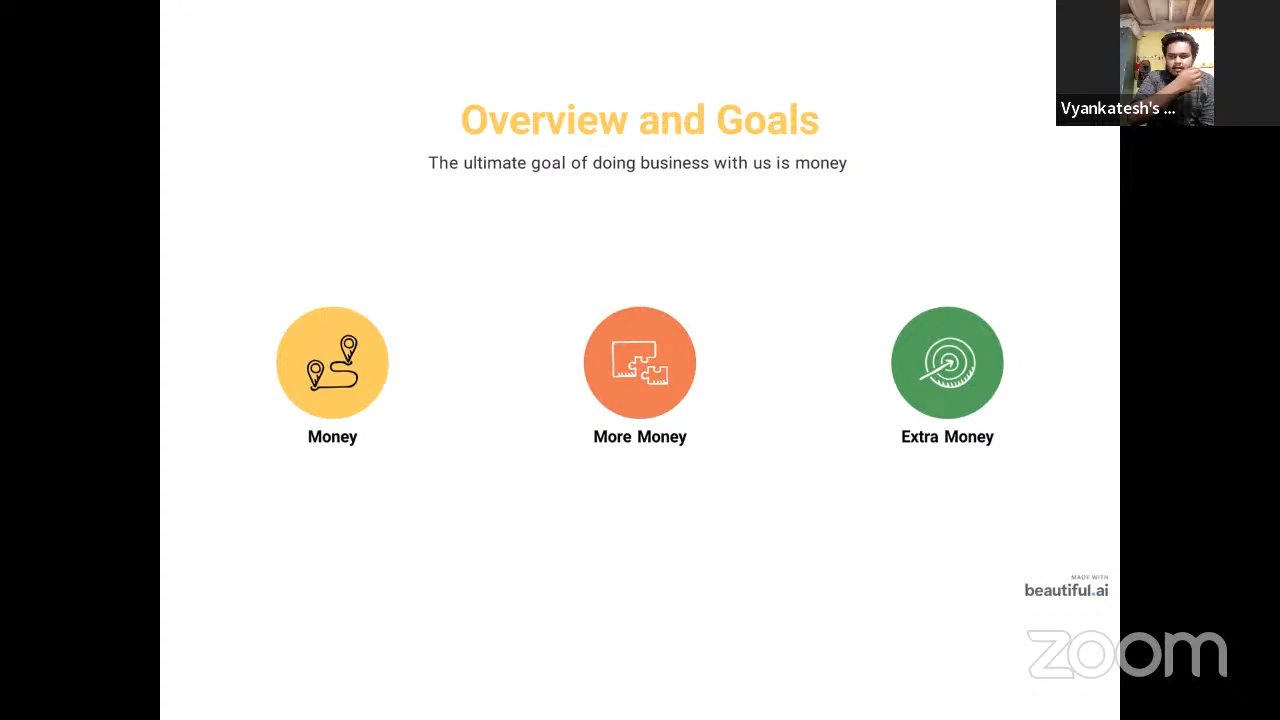 Vyankatesh's ...
Overview and Goals
The ultimate goal of doing business with us is money
Money
More Money
Extra Money
MADE WITH
beautiful.ai
zoom